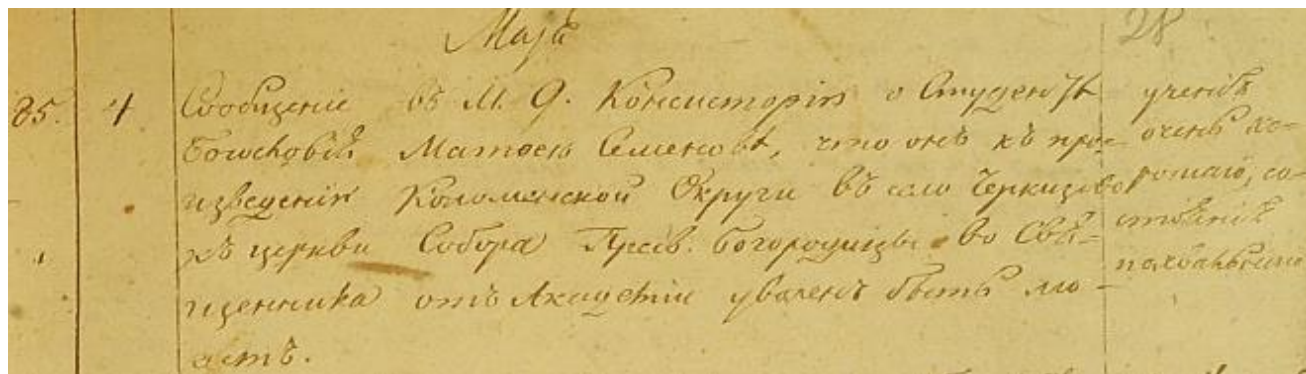 Маія
28
85. 4 Сообщеніе въ М. Д. Консисторію о Студентѣ
Богословіи Матвеѣ Семеновѣ, что онъ къ про-
изведенію Коломенской Округи въ село Черкизово
къ церкви Собора Пресв. Богородицы во Свя-
щенника отъ Академіи уволенъ быть мо-
жетъ.
ученія
очень хо-
рошаго, со-
стоянія
похвальнаго